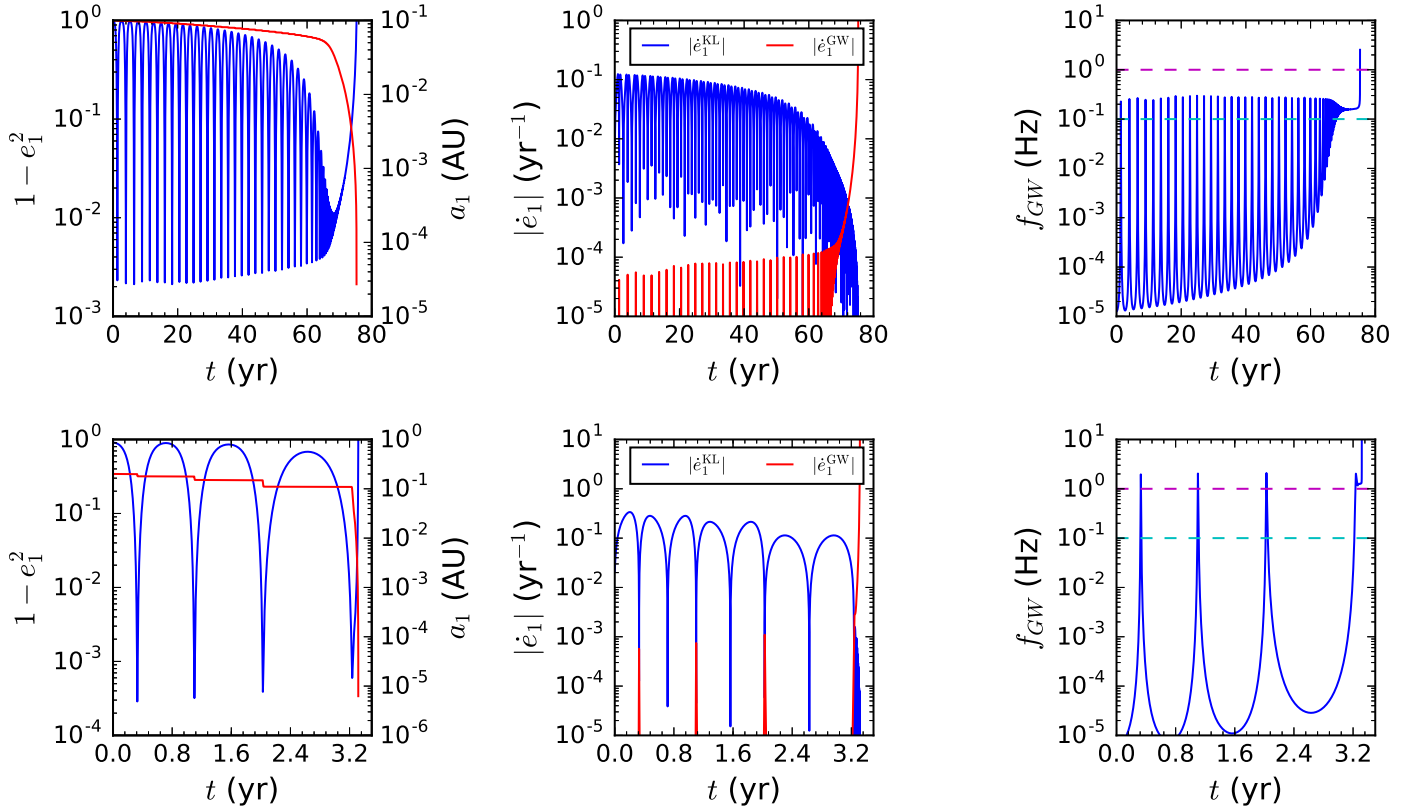 10^0
10^-1
10^-2
10^-3
1 − e_1^2
10^-1
10^-2
10^-3
10^-4
10^-5
a_1 (AU)
0 20 40 60 80
t (yr)
|ė_1^KL| |ė_1^GW|
10^0
10^-1
10^-2
10^-3
10^-4
10^-5
|ė_1| (yr^-1)
0 20 40 60 80
t (yr)
10^1
10^0
10^-1
10^-2
10^-3
10^-4
10^-5
f_GW (Hz)
0 20 40 60 80
t (yr)
10^0
10^-1
10^-2
10^-3
10^-4
1 − e_1^2
10^0
10^-1
10^-2
10^-3
10^-4
10^-5
10^-6
a_1 (AU)
0.0 0.8 1.6 2.4 3.2
t (yr)
|ė_1^KL| |ė_1^GW|
10^1
10^0
10^-1
10^-2
10^-3
10^-4
10^-5
|ė_1| (yr^-1)
0.0 0.8 1.6 2.4 3.2
t (yr)
10^1
10^0
10^-1
10^-2
10^-3
10^-4
10^-5
f_GW (Hz)
0.0 0.8 1.6 2.4 3.2
t (yr)